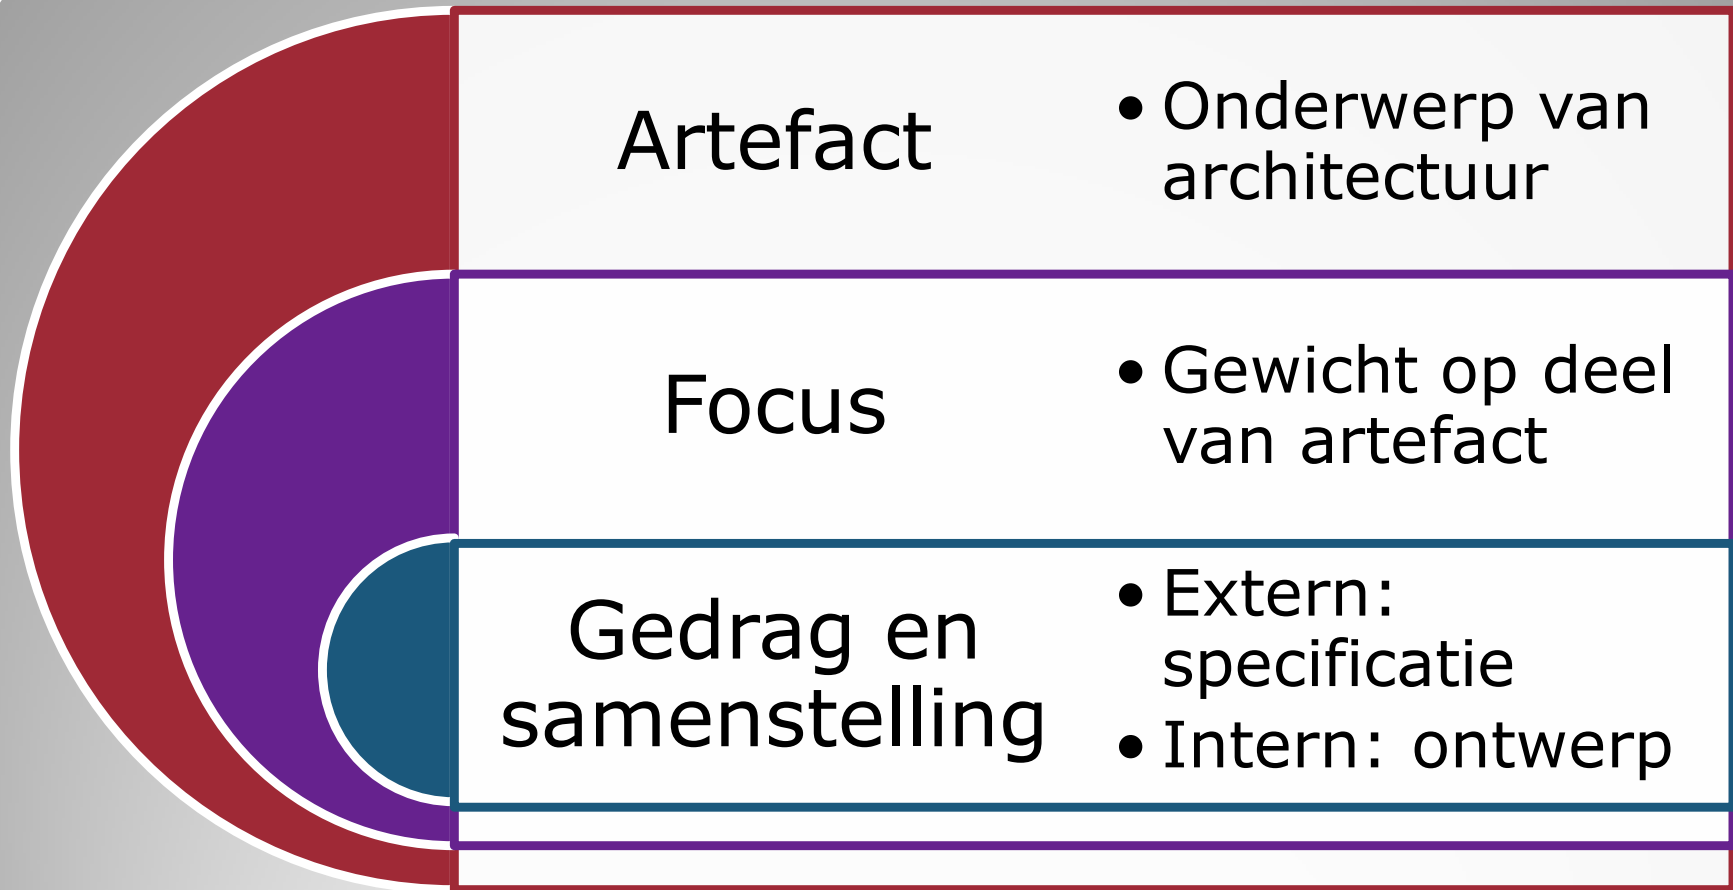 Artefact
• Onderwerp van
architectuur
Focus
• Gewicht op deel
van artefact
Gedrag en
samenstelling
• Extern:
specificatie
• Intern: ontwerp